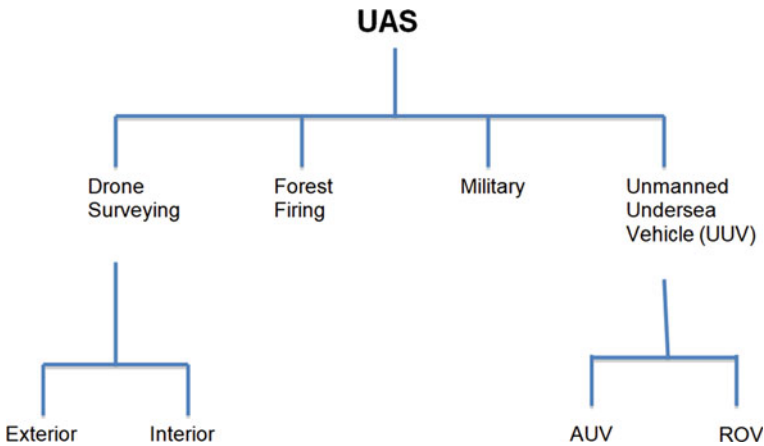 UAS
Drone
Surveying
Forest
Firing
Military
Unmanned
Undersea
Vehicle (UUV)
Exterior
Interior
AUV
ROV